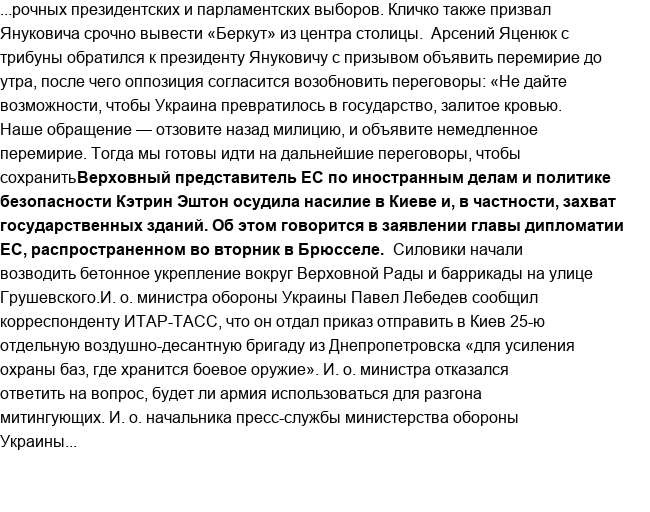 ...рочных президентских и парламентских выборов. Кличко также призвал
Януковича срочно вывести «Беркут» из центра столицы.  Арсений Яценюк с
трибуны обратился к президенту Януковичу с призывом объявить перемирие до
утра, после чего оппозиция согласится возобновить переговоры: «Не дайте
возможности, чтобы Украина превратилось в государство, залитое кровью.
Наше обращение — отзовите назад милицию, и объявите немедленное
перемирие. Тогда мы готовы идти на дальнейшие переговоры, чтобы
сохранитьВерховный представитель ЕС по иностранным делам и политике
безопасности Кэтрин Эштон осудила насилие в Киеве и, в частности, захват
государственных зданий. Об этом говорится в заявлении главы дипломатии
ЕС, распространенном во вторник в Брюсселе.  Силовики начали
возводить бетонное укрепление вокруг Верховной Рады и баррикады на улице
Грушевского.И. о. министра обороны Украины Павел Лебедев сообщил
корреспонденту ИТАР-ТАСС, что он отдал приказ отправить в Киев 25-ю
отдельную воздушно-десантную бригаду из Днепропетровска «для усиления
охраны баз, где хранится боевое оружие». И. о. министра отказался
ответить на вопрос, будет ли армия использоваться для разгона
митингующих. И. о. начальника пресс-службы министерства обороны
Украины...